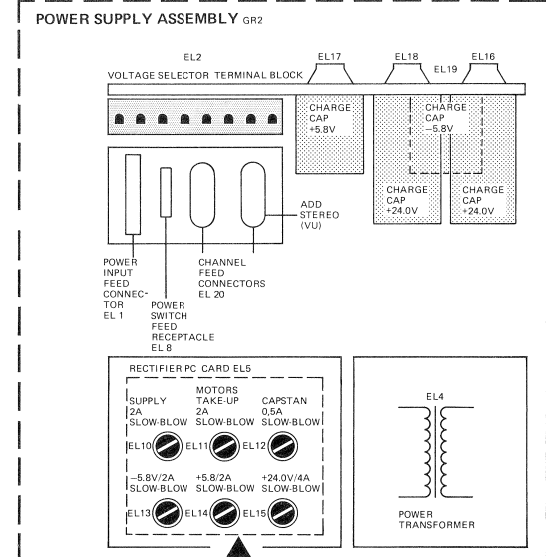 POWER SUPPLY ASSEMBLY GR2
EL2
EL17
EL18
EL19
EL16
VOLTAGE SELECTOR TERMINAL BLOCK
CHARGE
CAP
+5.8V
CHARGE
CAP
−5.8V
CHARGE
CAP
+24.0V
CHARGE
CAP
+24.0V
ADD
STEREO
(VU)
POWER
INPUT
FEED
CONNEC-
TOR
EL 1
POWER
SWITCH
FEED
RECEPTACLE
EL 8
CHANNEL
FEED
CONNECTORS
EL 20
RECTIFIER PC CARD EL5
SUPPLY
2A
SLOW-BLOW
MOTORS
TAKE-UP
2A
SLOW-BLOW
CAPSTAN
0,5A
SLOW-BLOW
EL10
EL11
EL12
−5.8V/2A
SLOW-BLOW
+5.8/2A
SLOW-BLOW
+24.0V/4A
SLOW-BLOW
EL13
EL14
EL15
EL4
POWER
TRANSFORMER